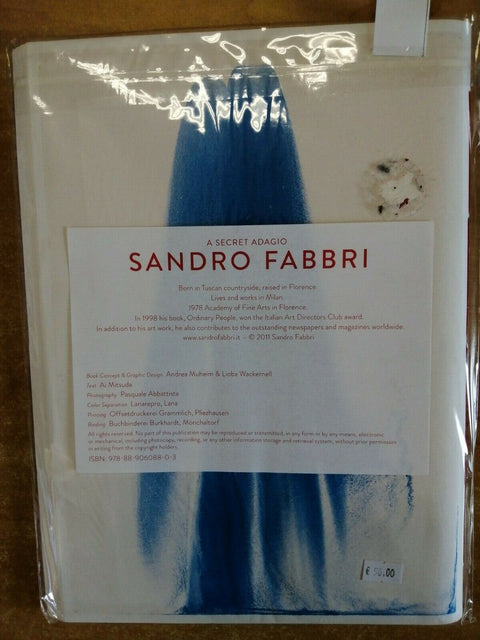 A SECRET ADAGIO
SANDRO FABBRI
Born in Tuscan countryside, raised in Florence.
Lives and works in Milan.
1978 Academy of Fine Arts in Florence.
In 1998 his book, Ordinary People, won the Italian Art Directors Club award.
In addition to his art work, he also contributes to the outstanding newspapers and magazines worldwide.
www.sandrofabbri.it - © 2011 Sandro Fabbri
Book Concept & Graphic Design Andrea Muheim & Lioba Wackernell
Text Ai Mitsuda
Photography Pasquale Abbattista
Color Separation Lanarepro, Lana
Printing Offsetdruckerei Grammlich, Pliezhausen
Binding Buchbinderei Burkhardt, Mönchaltorf
All rights reserved. No part of this publication may be reproduced or transmitted, in any form or by any means, electronic
or mechanical, including photocopy, recording, or any other information storage and retrieval system, without prior permission
in writing from the copyright holders.
ISBN: 978-88-906088-0-3
€ 50.00